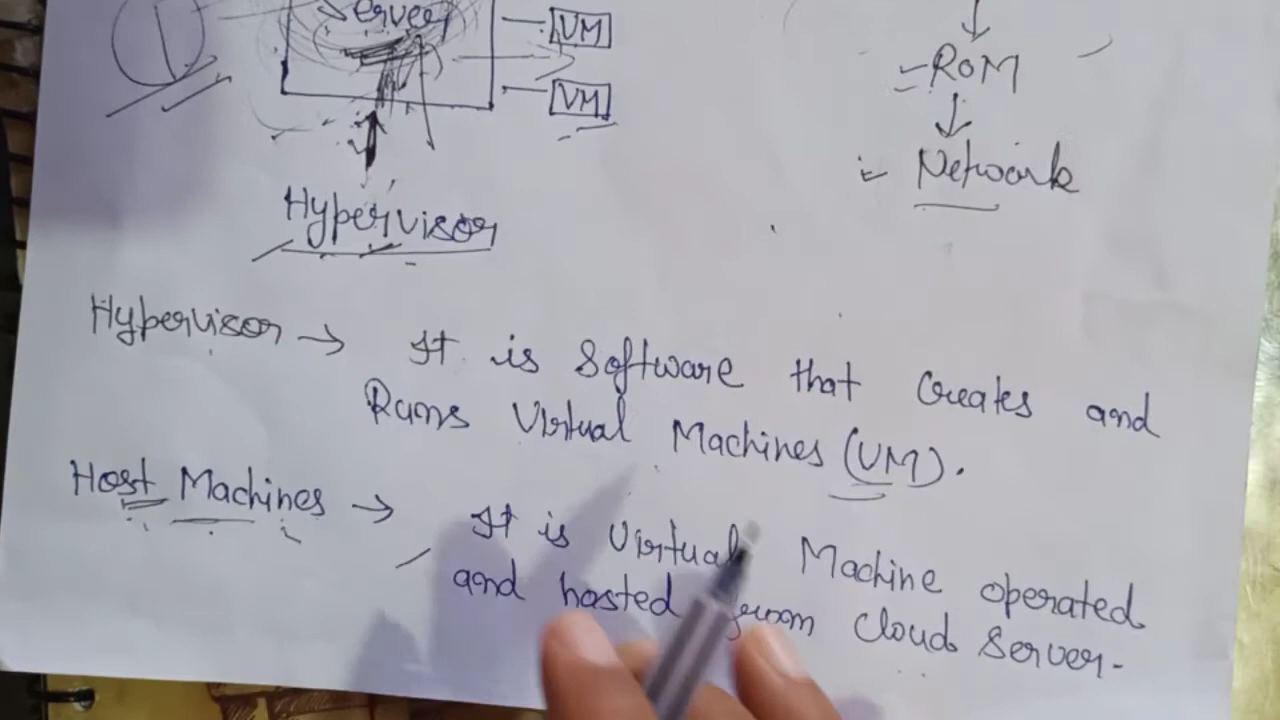 Server
VM
VM
ROM
Network
Hypervisor
Hypervisor → It is Software that Creates and
Runs Virtual Machines (VM).
Host Machines → It is Virtual Machine operated
and hosted from Cloud Server.